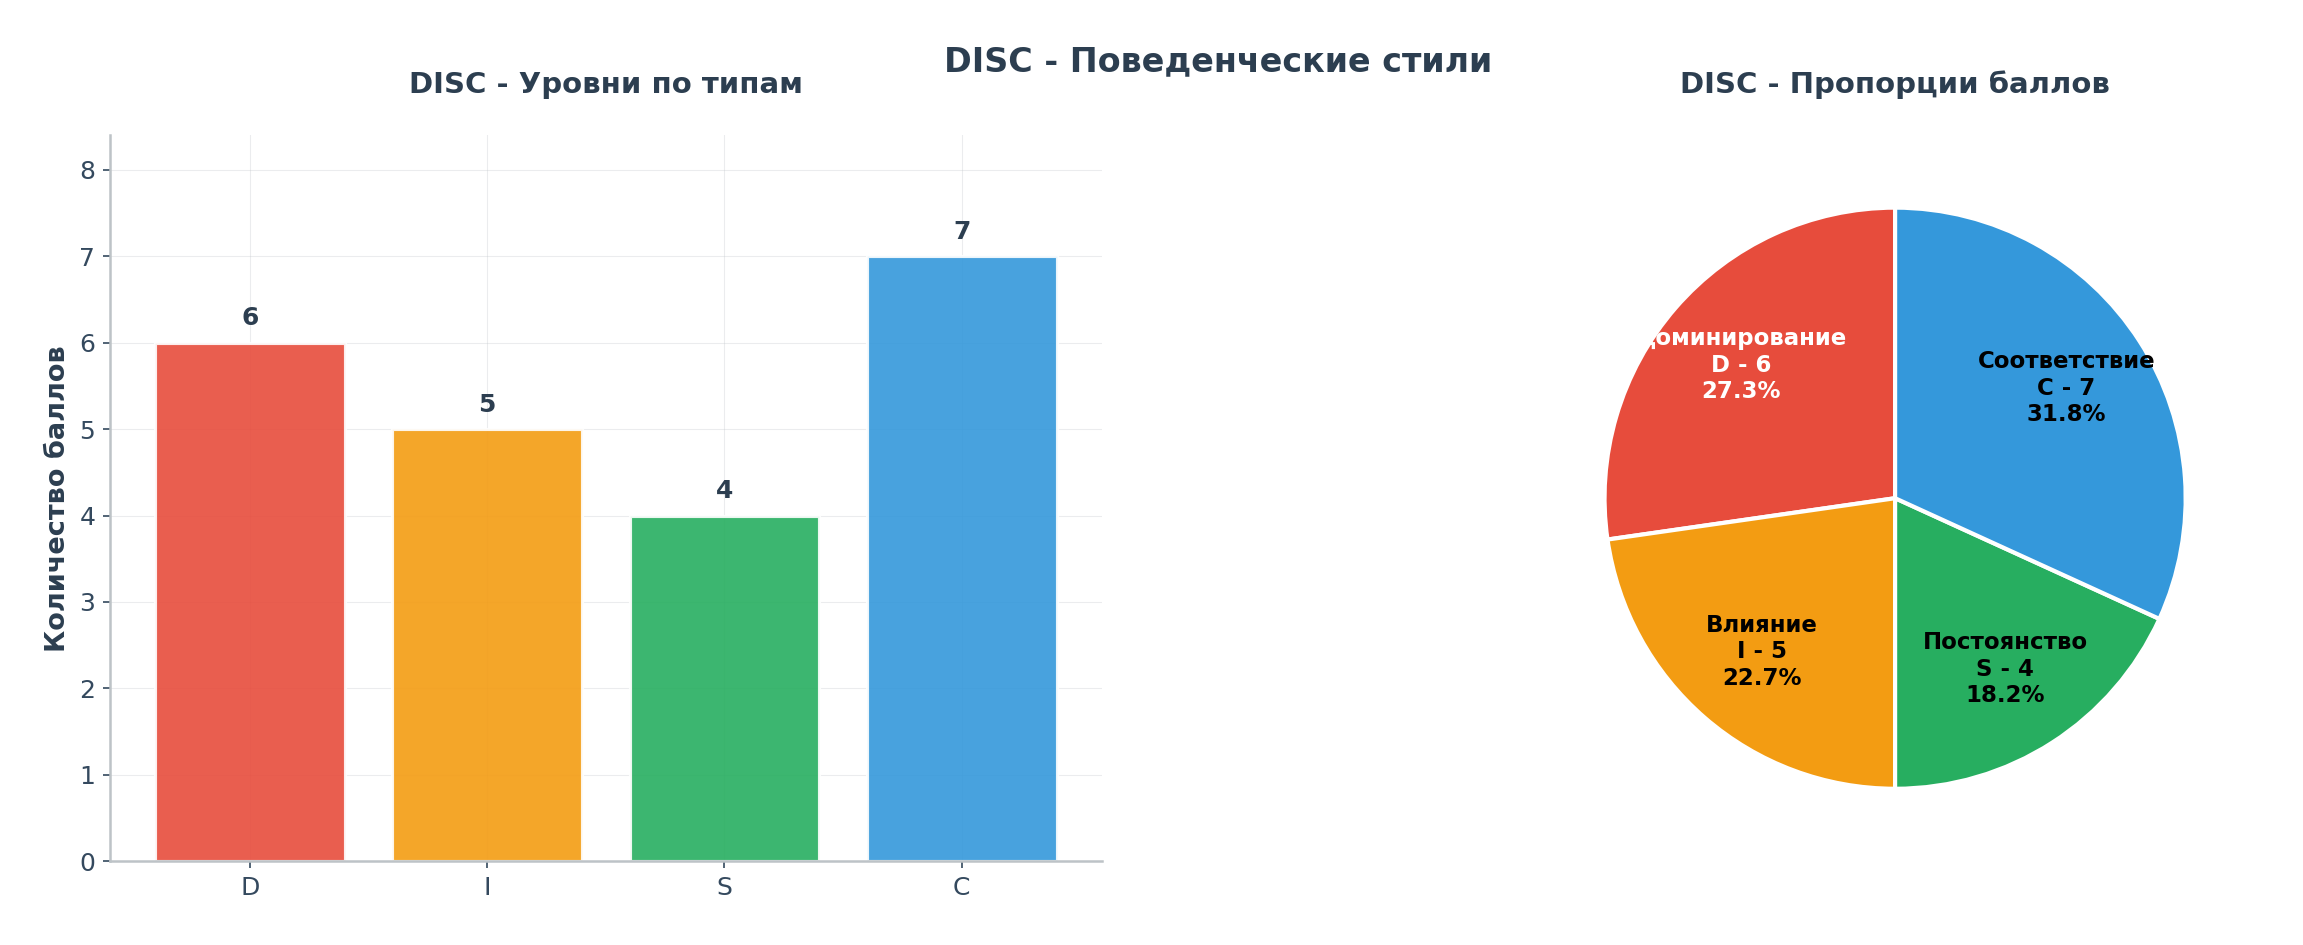 DISC - Поведенческие стили
DISC - Уровни по типам
Количество баллов
8
7
6
5
4
3
2
1
0
6
5
4
7
D
I
S
C
DISC - Пропорции баллов
Доминирование
D - 6
27.3%
Соответствие
C - 7
31.8%
Влияние
I - 5
22.7%
Постоянство
S - 4
18.2%